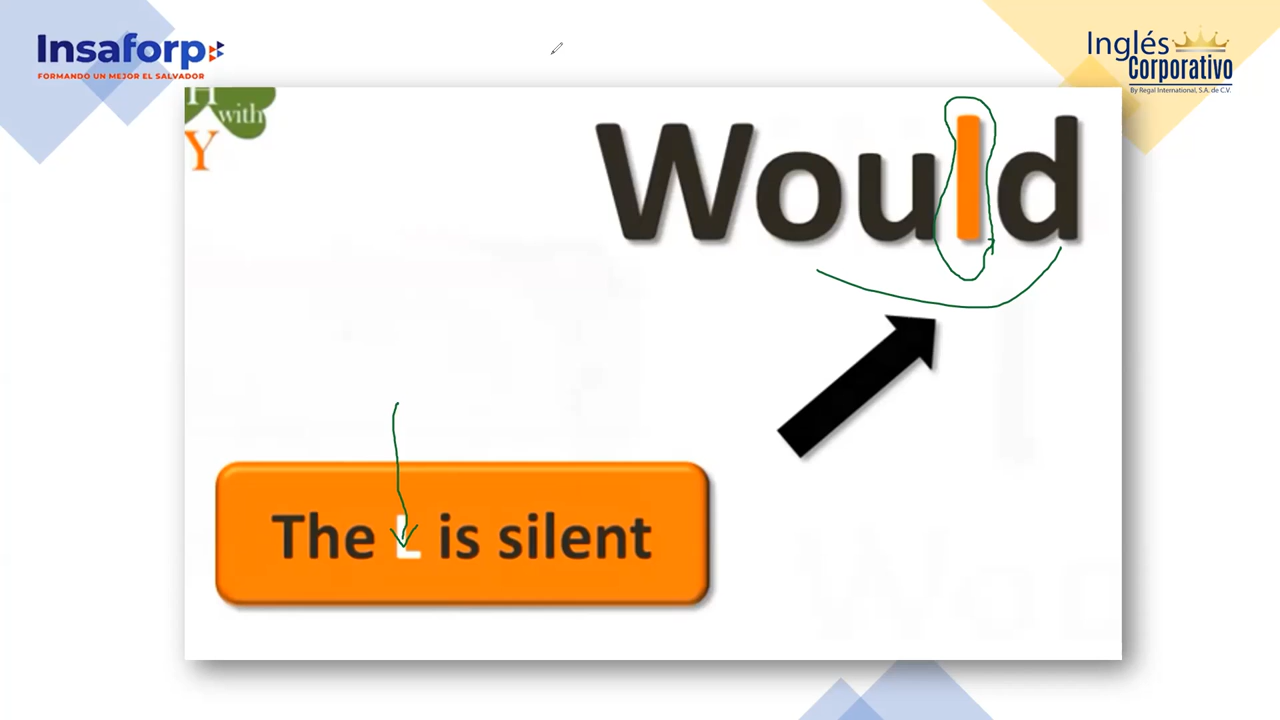 Insaforp
FORMANDO UN MEJOR EL SALVADOR
Inglés
Corporativo
By Regal International, S.A. de C.V.
H
with
Y
Would
The L is silent